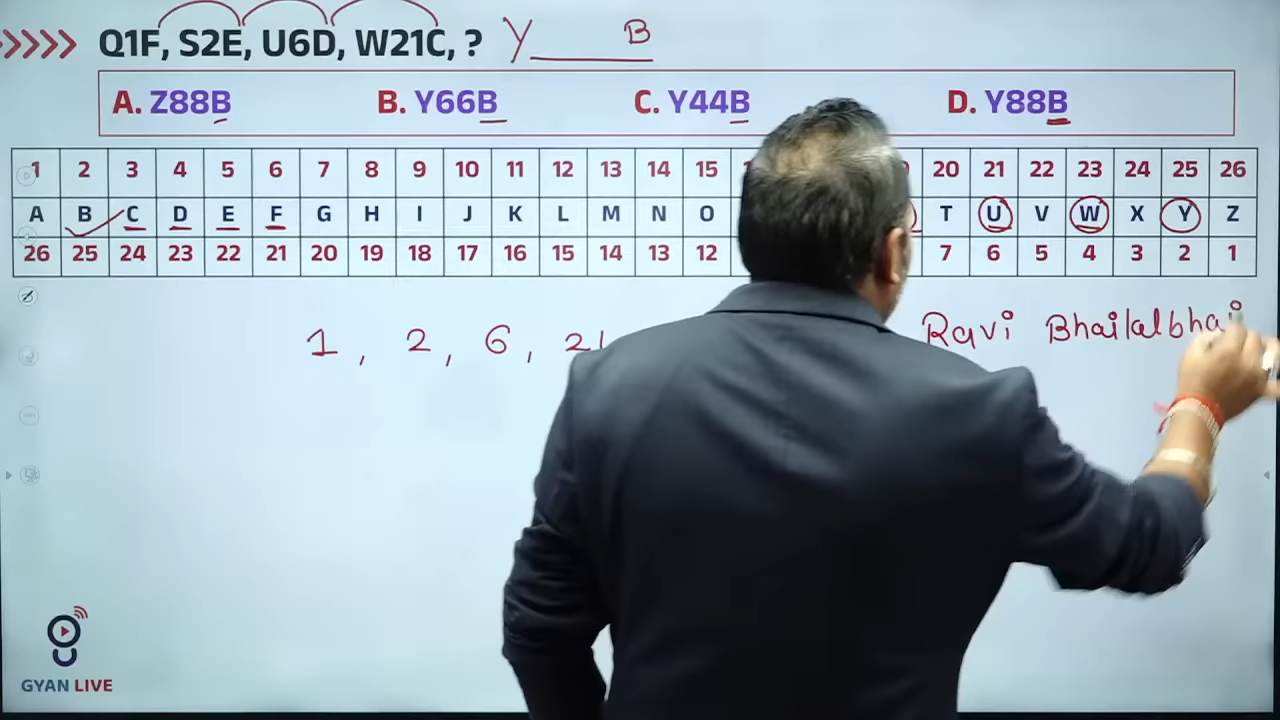 Q1F, S2E, U6D, W21C, ? Y B
A. Z88B B. Y66B C. Y44B D. Y88B
1 2 3 4 5 6 7 8 9 10 11 12 13 14 15 20 21 22 23 24 25 26
A B C D E F G H I J K L M N O T U V W X Y Z
26 25 24 23 22 21 20 19 18 17 16 15 14 13 12 7 6 5 4 3 2 1
1 , 2 , 6 , 21 Ravi Bhailalbhai
GYAN LIVE